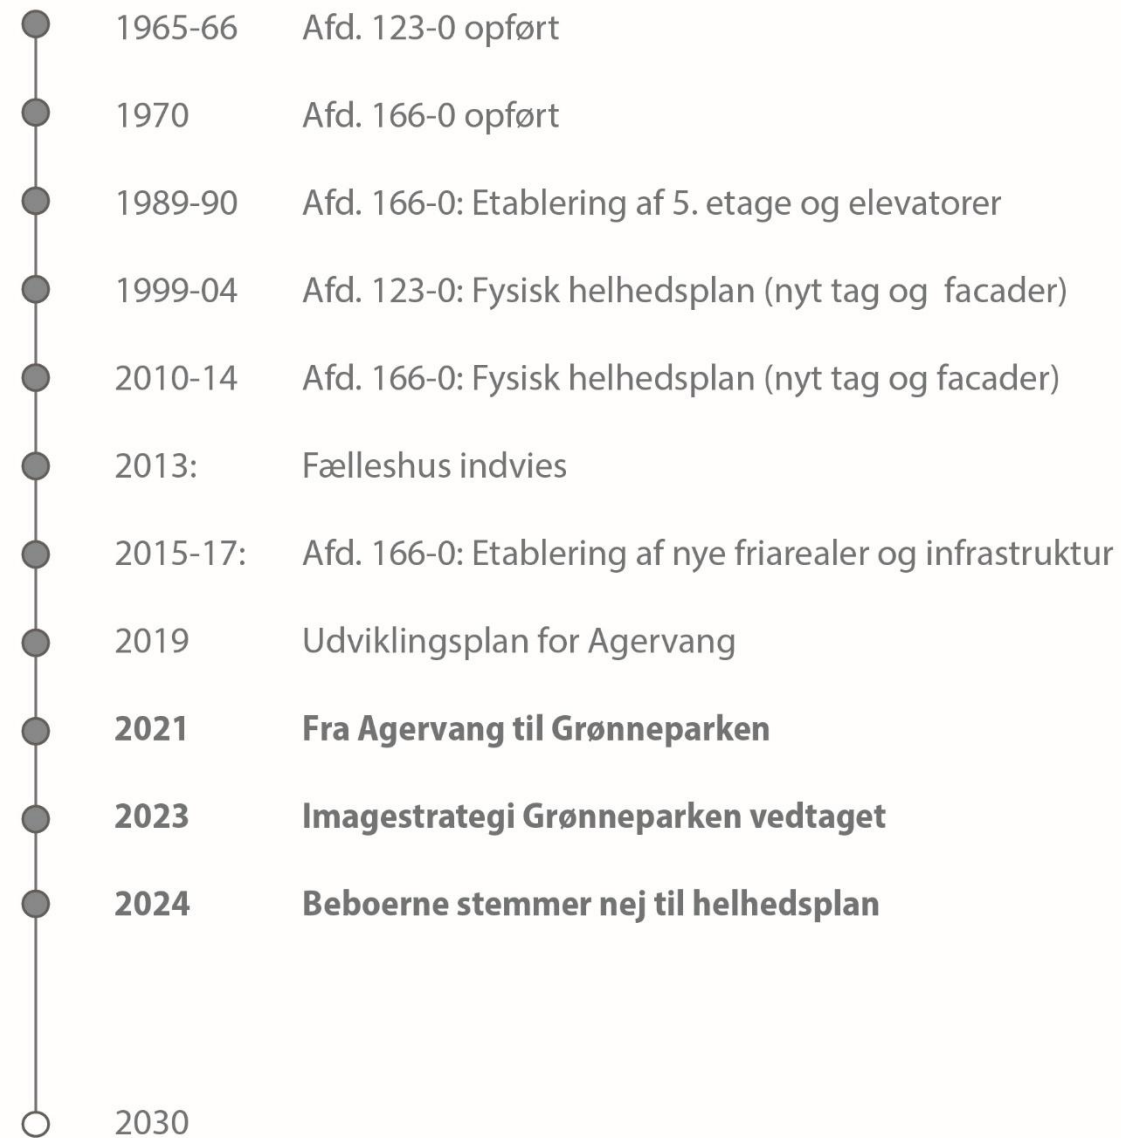 1965-66 Afd. 123-0 opført
1970 Afd. 166-0 opført
1989-90 Afd. 166-0: Etablering af 5. etage og elevatorer
1999-04 Afd. 123-0: Fysisk helhedsplan (nyt tag og facader)
2010-14 Afd. 166-0: Fysisk helhedsplan (nyt tag og facader)
2013: Fælleshus indvies
2015-17: Afd. 166-0: Etablering af nye friarealer og infrastruktur
2019 Udviklingsplan for Agervang
2021 Fra Agervang til Grønneparken
2023 Imagestrategi Grønneparken vedtaget
2024 Beboerne stemmer nej til helhedsplan
2030